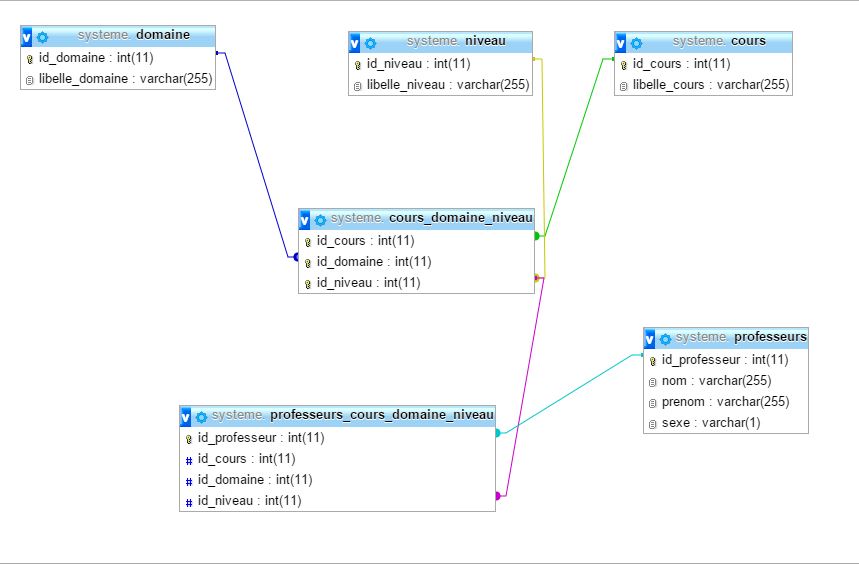 systeme. domaine
id_domaine : int(11)
libelle_domaine : varchar(255)
systeme. niveau
id_niveau : int(11)
libelle_niveau : varchar(255)
systeme. cours
id_cours : int(11)
libelle_cours : varchar(255)
systeme. cours_domaine_niveau
id_cours : int(11)
id_domaine : int(11)
id_niveau : int(11)
systeme. professeurs
id_professeur : int(11)
nom : varchar(255)
prenom : varchar(255)
sexe : varchar(1)
systeme. professeurs_cours_domaine_niveau
id_professeur : int(11)
# id_cours : int(11)
# id_domaine : int(11)
# id_niveau : int(11)